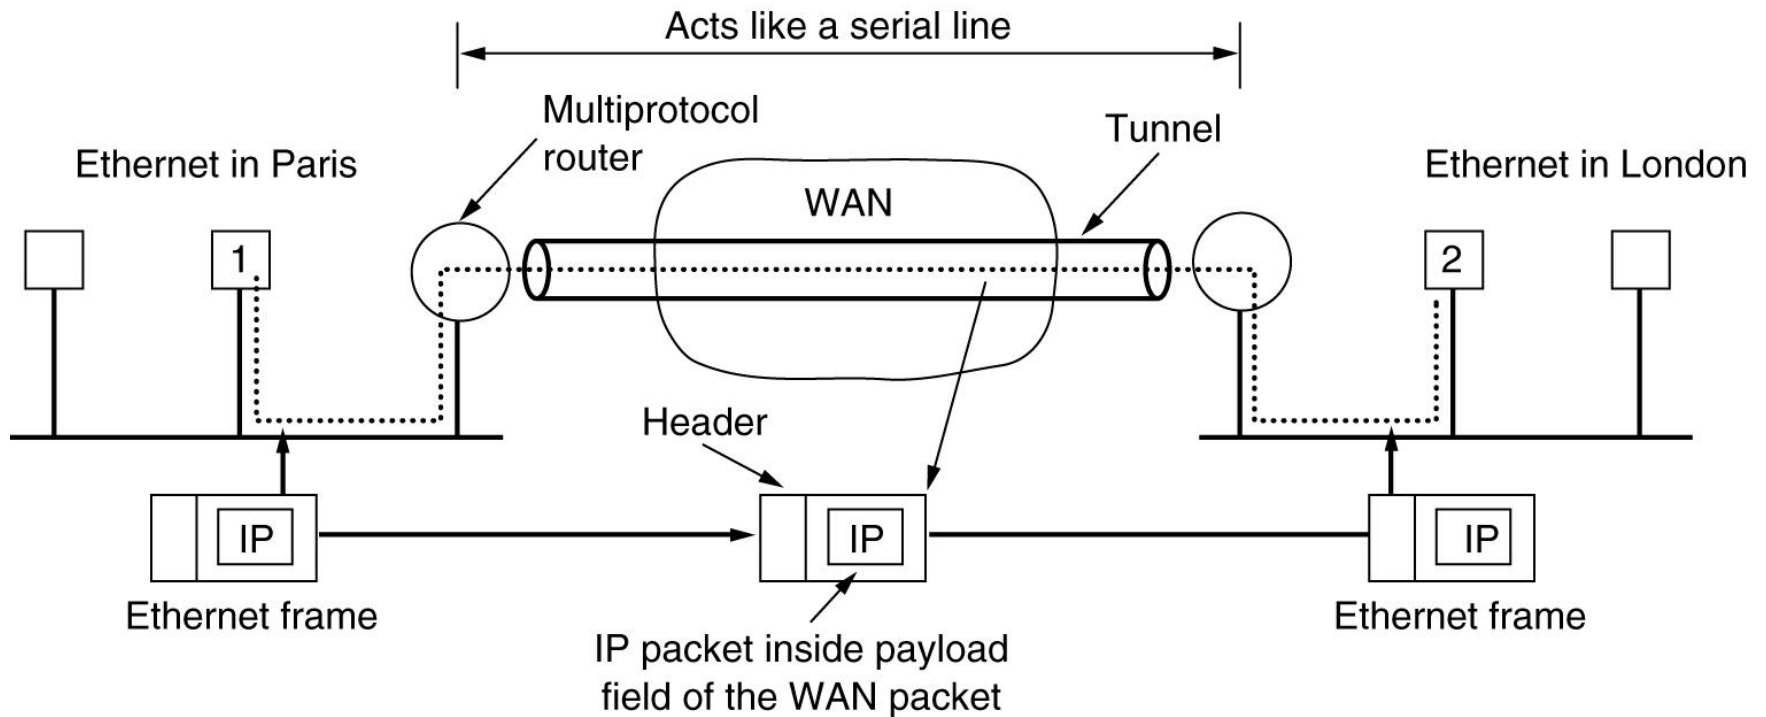 Acts like a serial line
Multiprotocol
router
Tunnel
Ethernet in Paris
Ethernet in London
WAN
1
2
Header
IP
IP
IP
Ethernet frame
Ethernet frame
IP packet inside payload
field of the WAN packet